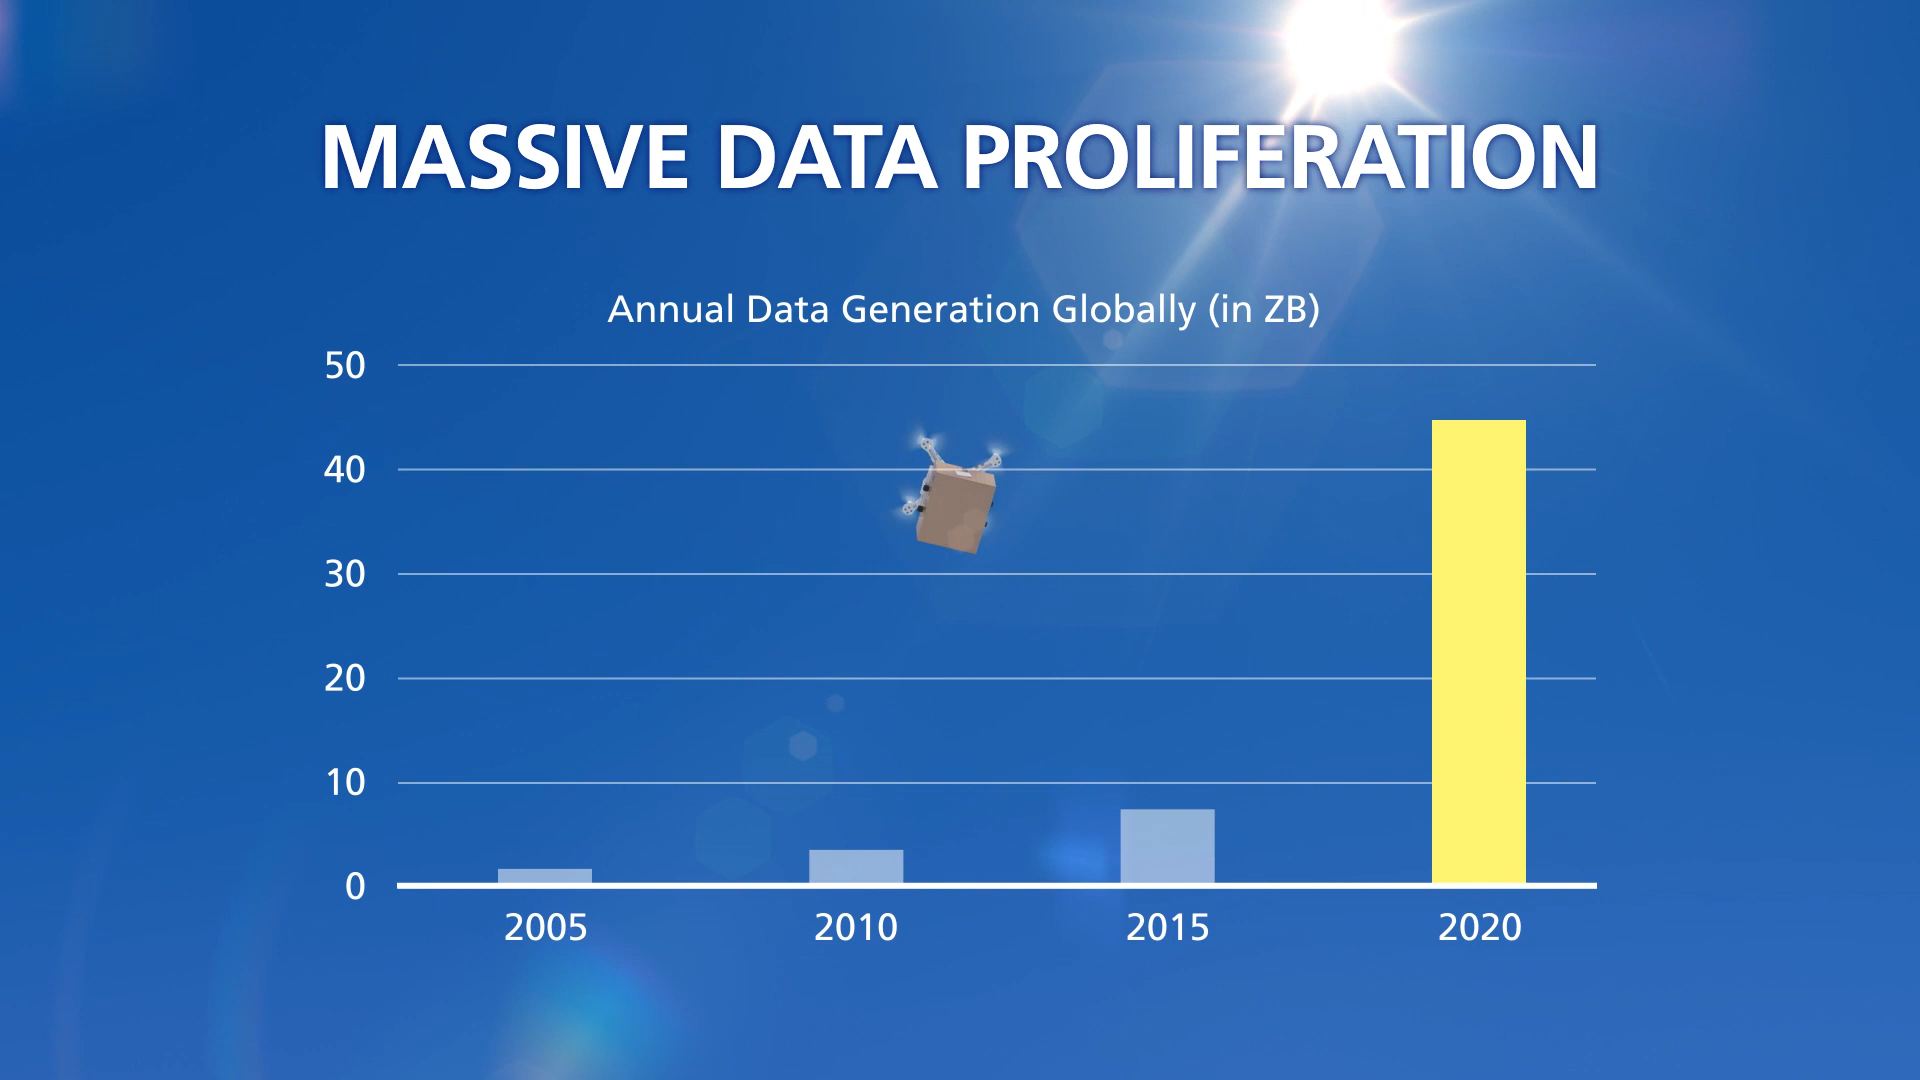 MASSIVE DATA PROLIFERATION
Annual Data Generation Globally (in ZB)
50
40
30
20
10
0
2005 2010 2015 2020